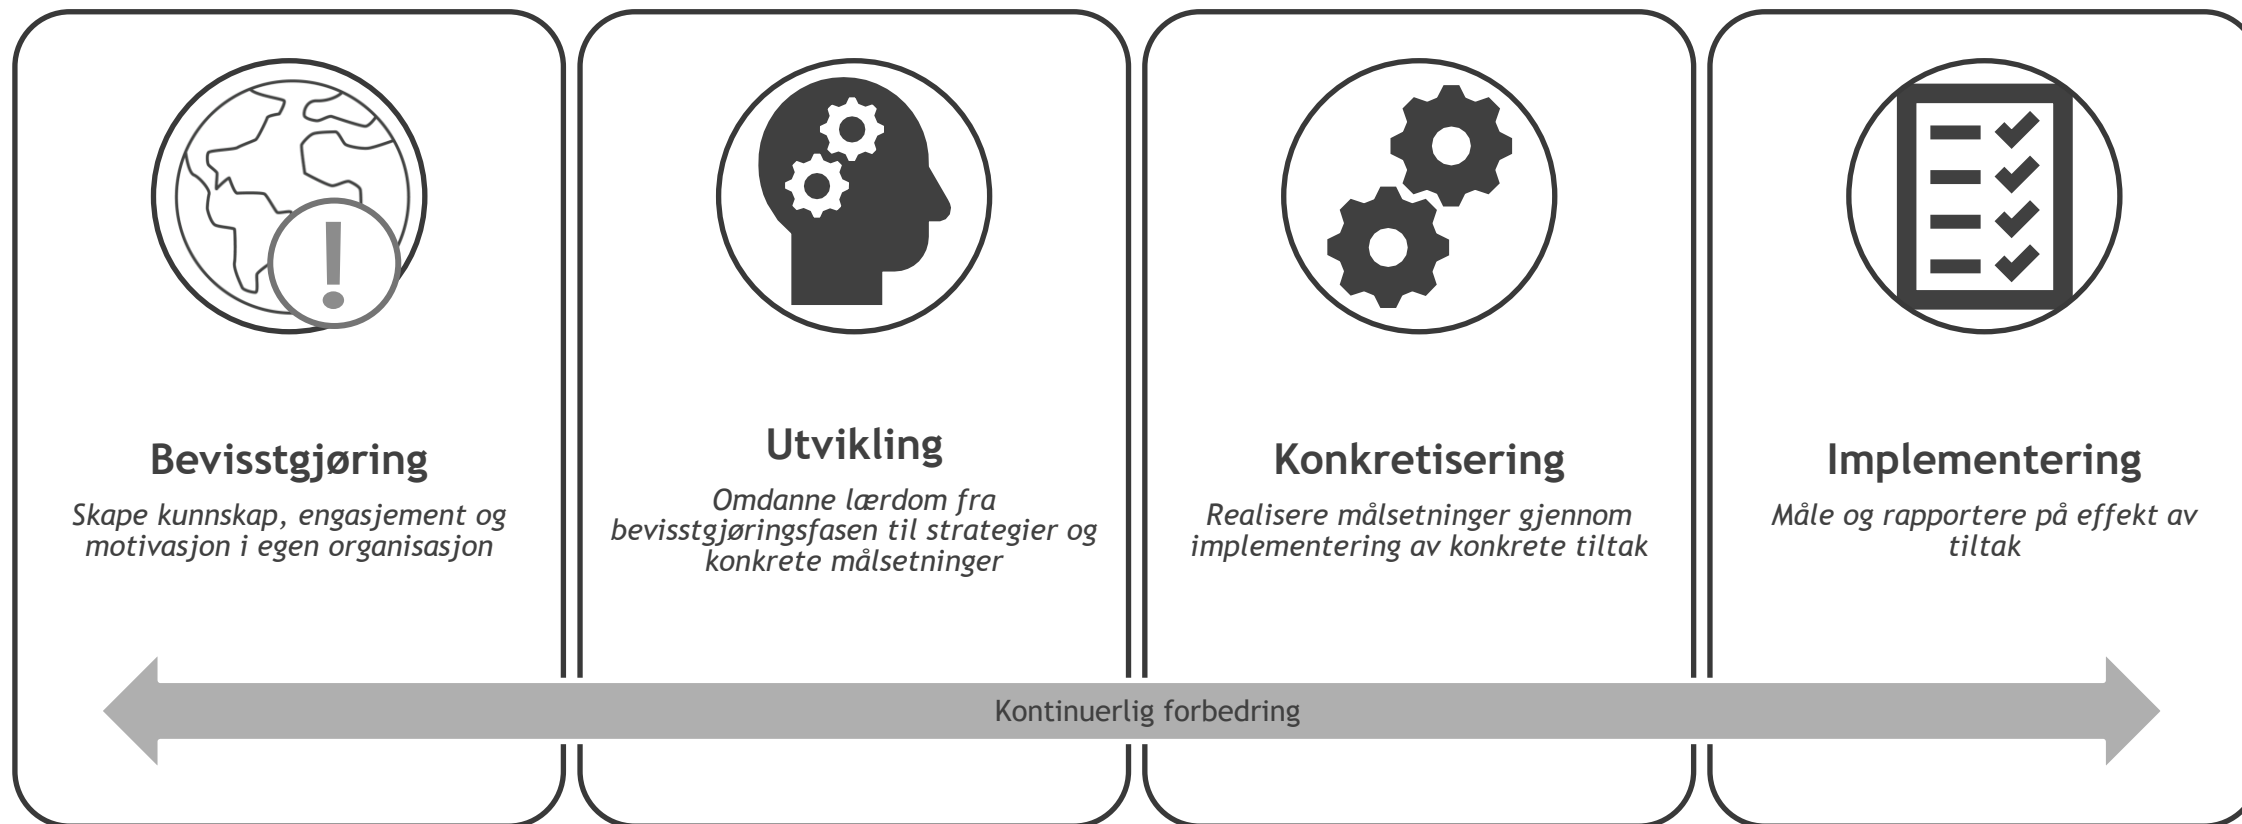 Bevisstgjøring
Skape kunnskap, engasjement og
motivasjon i egen organisasjon
Utvikling
Omdanne lærdom fra
bevisstgjøringsfasen til strategier og
konkrete målsetninger
Konkretisering
Realisere målsetninger gjennom
implementering av konkrete tiltak
Implementering
Måle og rapportere på effekt av
tiltak
Kontinuerlig forbedring